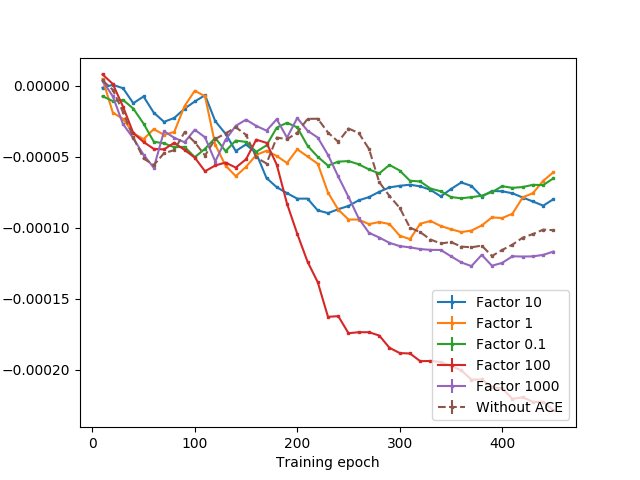 0.00000
−0.00005
−0.00010
−0.00015
−0.00020
0
100
200
300
400
Training epoch
Factor 10
Factor 1
Factor 0.1
Factor 100
Factor 1000
Without ACE